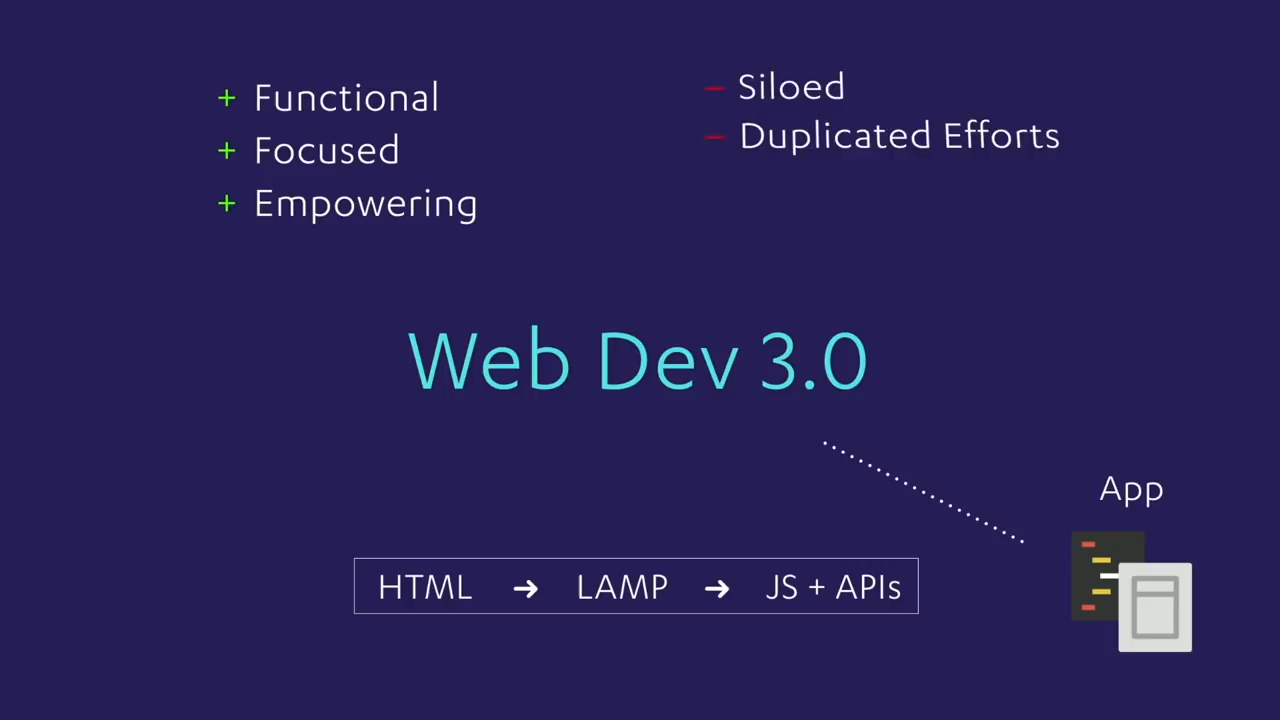 + Functional
+ Focused
+ Empowering
– Siloed
– Duplicated Efforts
Web Dev 3.0
App
HTML ➔ LAMP ➔ JS + APIs